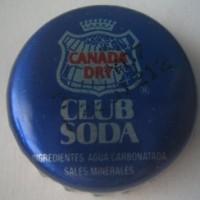 CANADA
DRY
®
CLUB
SODA
INGREDIENTES: AGUA CARBONATADA
SALES MINERALES